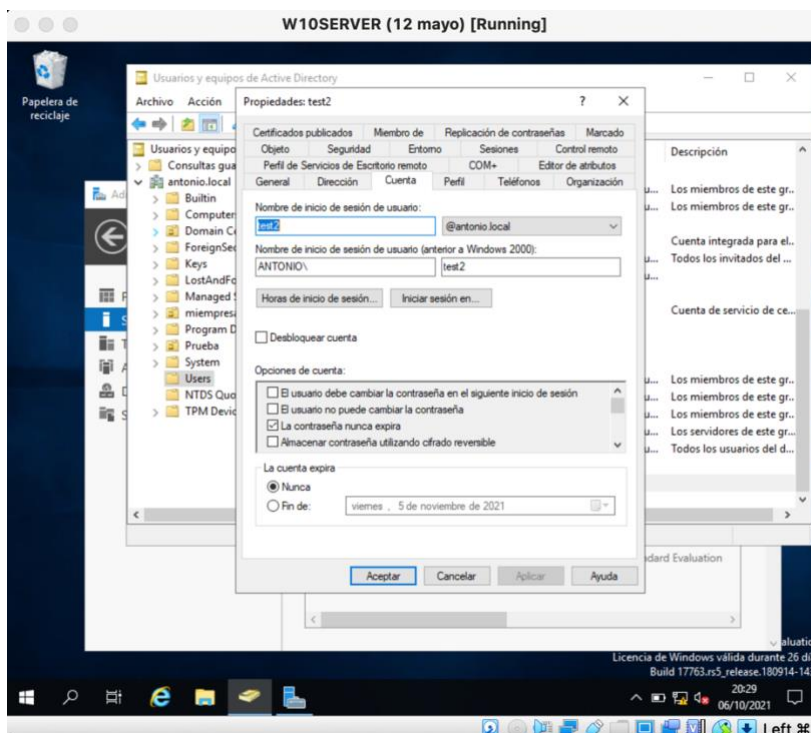 W10SERVER (12 mayo) [Running]
Papelera de
reciclaje
Usuarios y equipos de Active Directory
Archivo Acción
Propiedades: test2
Certificados publicados Miembro de Replicación de contraseñas Marcado
Objeto Seguridad Entorno Sesiones Control remoto
Perfil de Servicios de Escritorio remoto COM+ Editor de atributos
General Dirección Cuenta Perfil Teléfonos Organización
Nombre de inicio de sesión de usuario:
test2 @antonio.local
Nombre de inicio de sesión de usuario (anterior a Windows 2000):
ANTONIO\ test2
Horas de inicio de sesión... Iniciar sesión en...
Desbloquear cuenta
Opciones de cuenta:
El usuario debe cambiar la contraseña en el siguiente inicio de sesión
El usuario no puede cambiar la contraseña
La contraseña nunca expira
Almacenar contraseña utilizando cifrado reversible
La cuenta expira
Nunca
Fin de: viernes , 5 de noviembre de 2021
Aceptar Cancelar Aplicar Ayuda
Usuarios y equipo
Consultas gua
antonio.local
Builtin
Computer
Domain Co
ForeignSec
Keys
LostAndFo
Managed S
miempresa
Program D
Prueba
System
Users
NTDS Quo
TPM Devic
Descripción
Los miembros de este gr...
Los miembros de este gr...
Cuenta integrada para el...
Todos los invitados del ...
Cuenta de servicio de ce...
Los miembros de este gr...
Los miembros de este gr...
Los miembros de este gr...
Los servidores de este gr...
Todos los usuarios del d...
dard Evaluation
Licencia de Windows válida durante 26 dí
Build 17763.rs5_release.180914-14
20:29
06/10/2021
Left ⌘